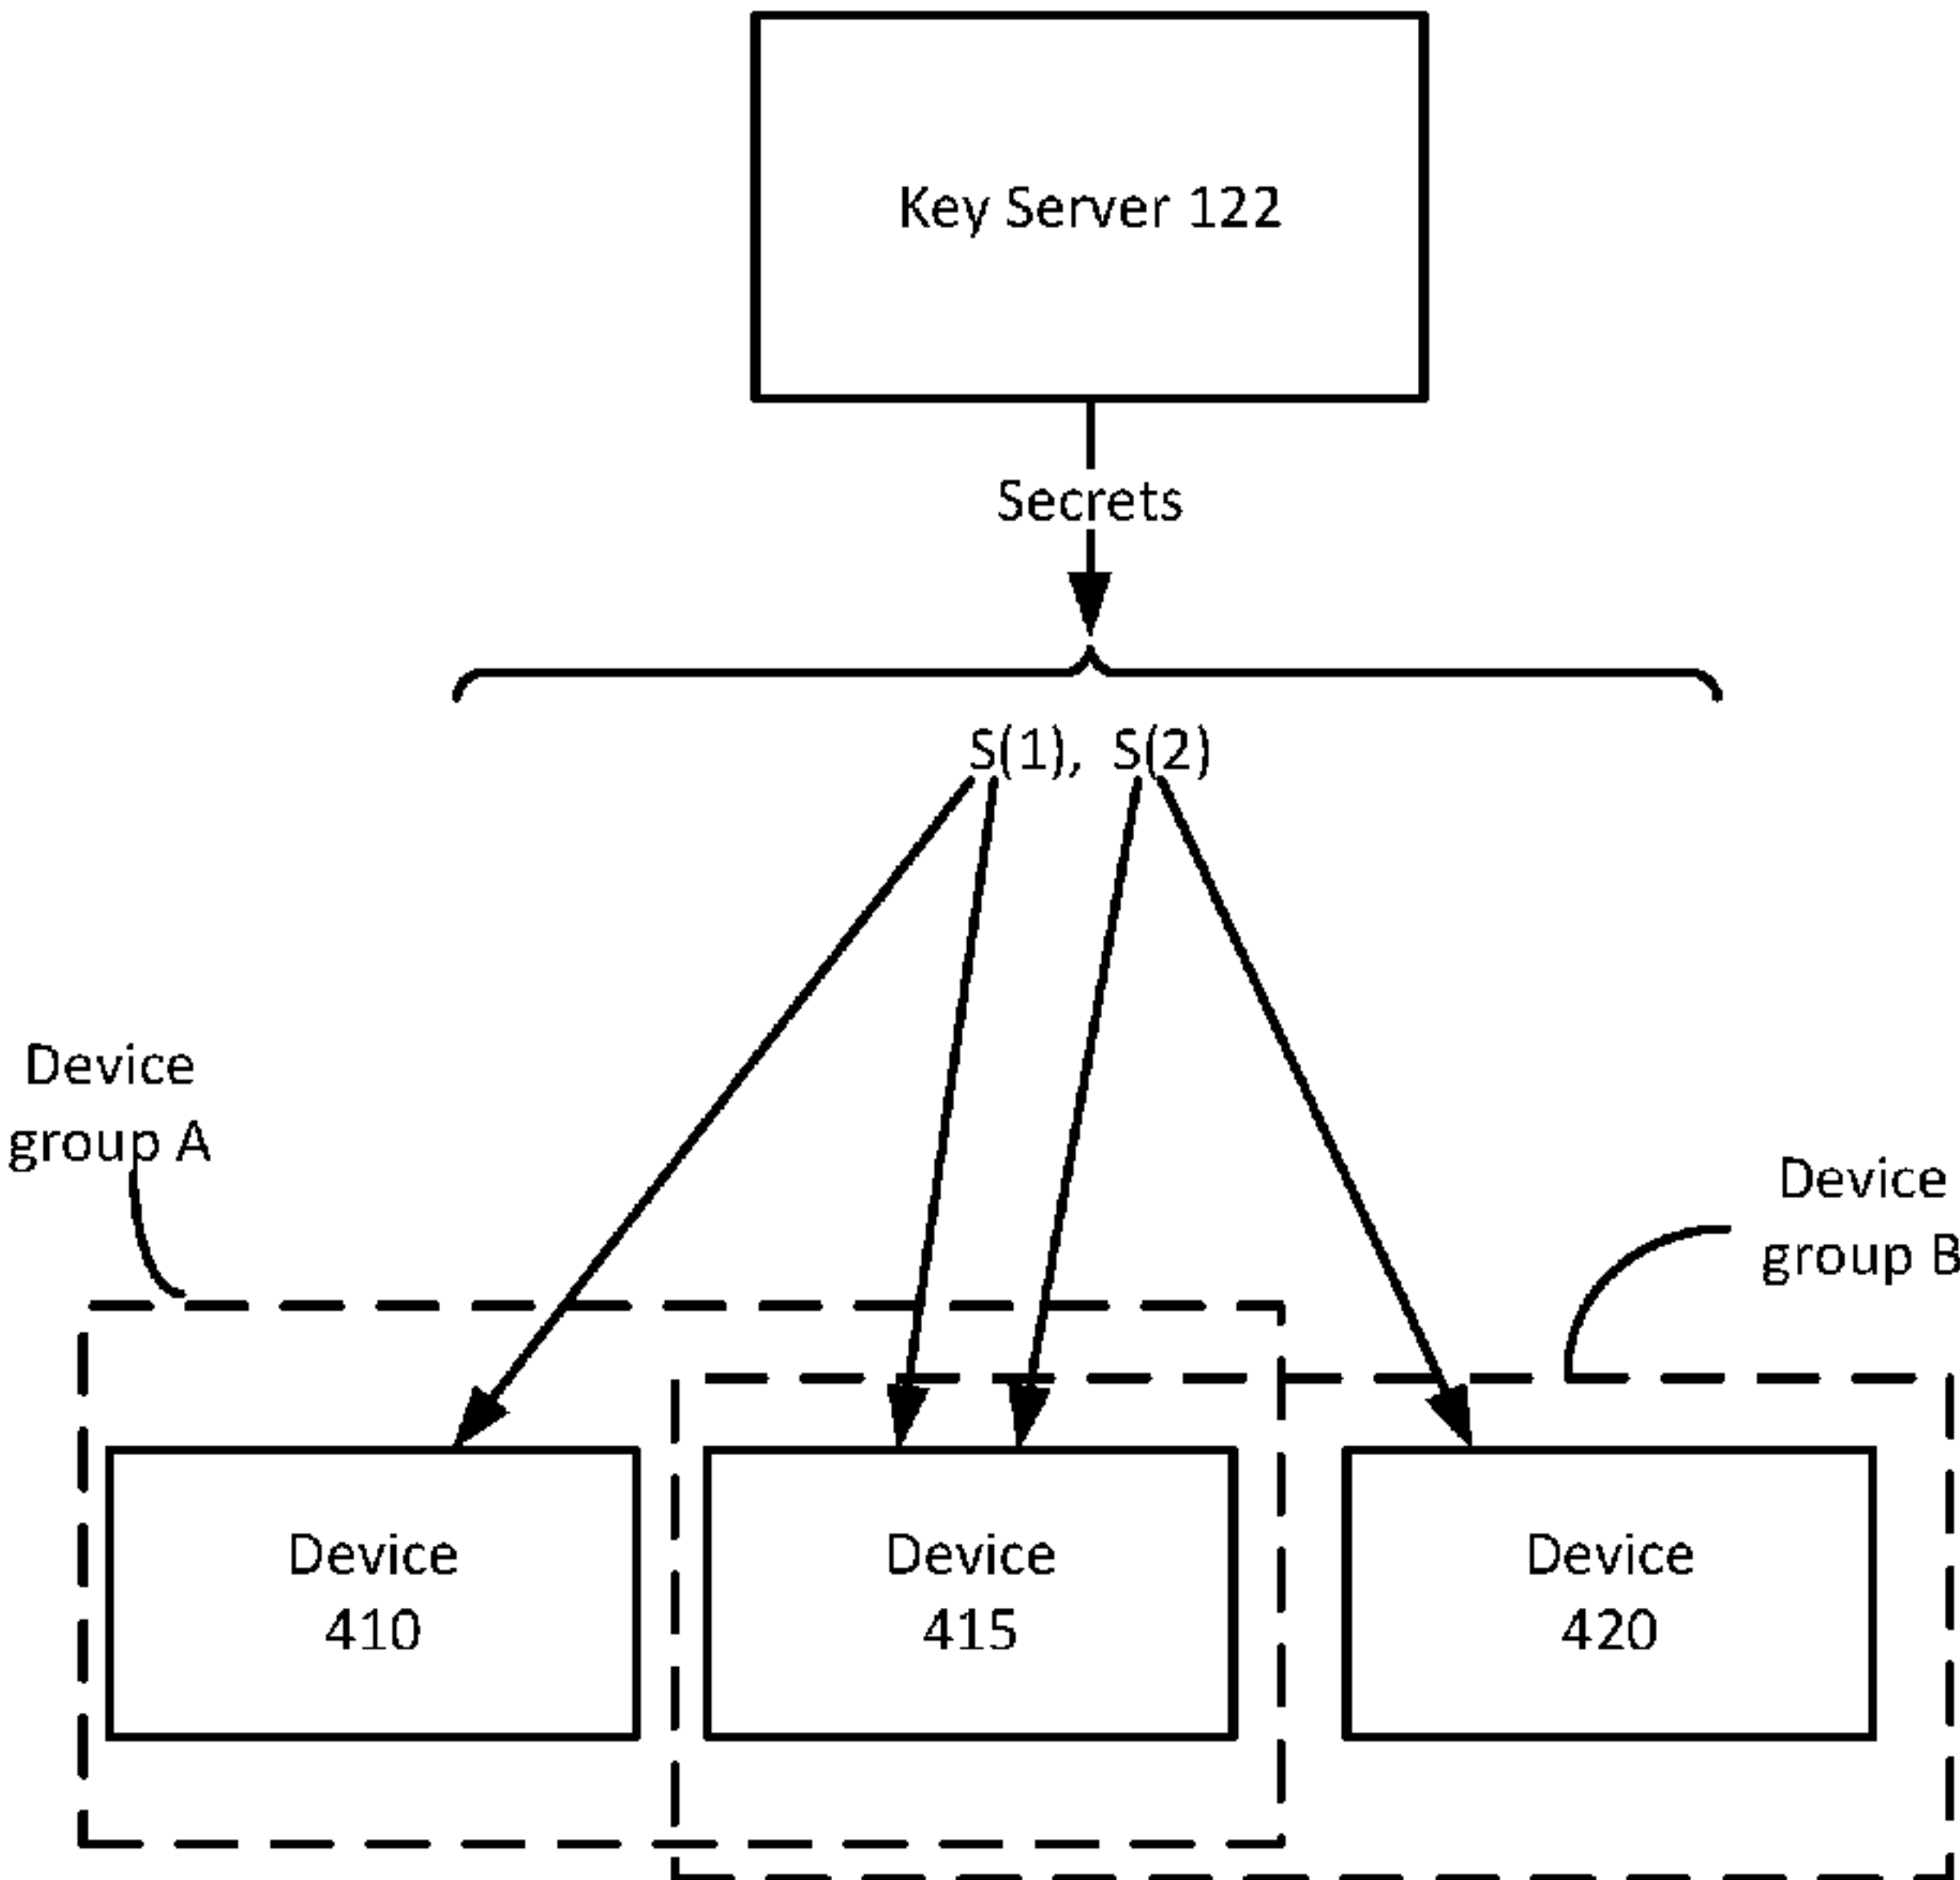 Key Server 122
Secrets
S(1), S(2)
Device
group A
Device
group B
Device
410
Device
415
Device
420